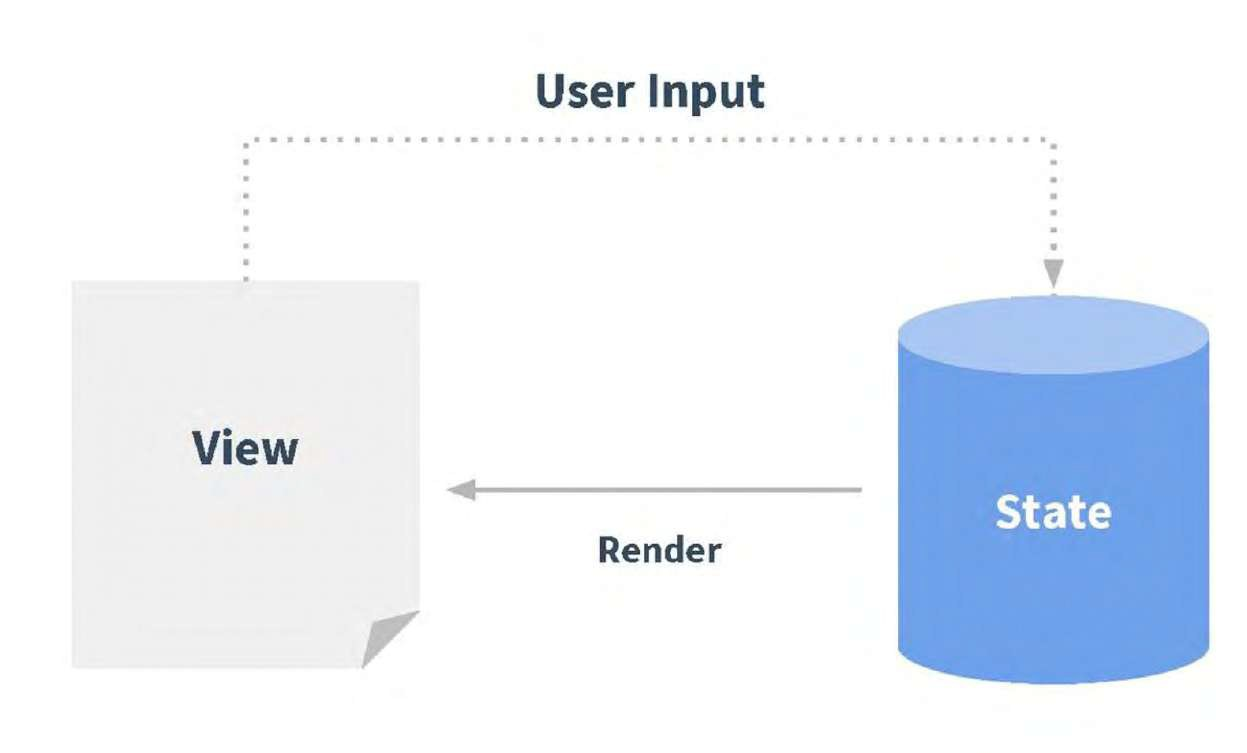 User Input
View
State
Render